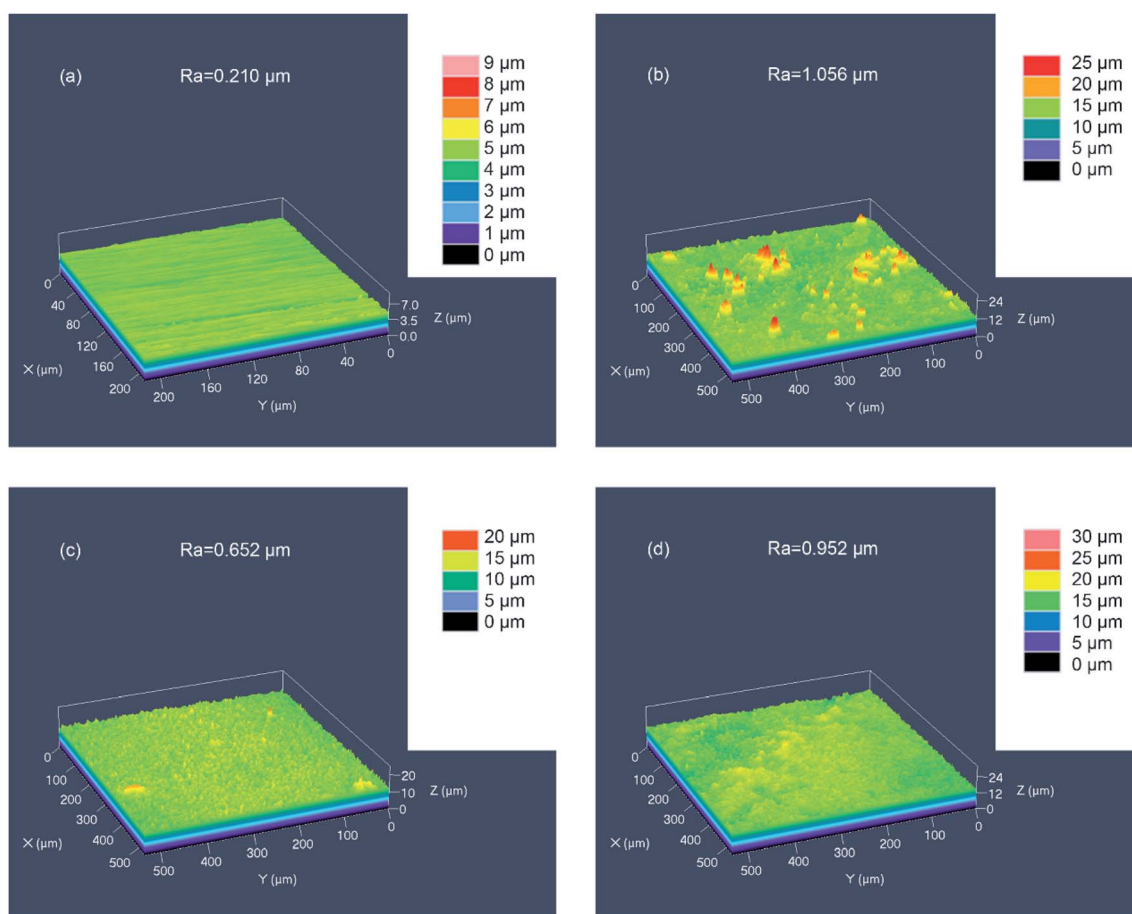 (a) Ra=0.210 µm
9 µm
8 µm
7 µm
6 µm
5 µm
4 µm
3 µm
2 µm
1 µm
0 µm
0
40
80
120
160
200
X (µm)
200
160
120
80
40
0
Y (µm)
7.0
3.5
0.0
Z (µm)
(b) Ra=1.056 µm
25 µm
20 µm
15 µm
10 µm
5 µm
0 µm
0
100
200
300
400
500
X (µm)
500
400
300
200
100
0
Y (µm)
24
12
0
Z (µm)
(c) Ra=0.652 µm
20 µm
15 µm
10 µm
5 µm
0 µm
0
100
200
300
400
500
X (µm)
500
400
300
200
100
0
Y (µm)
20
10
0
Z (µm)
(d) Ra=0.952 µm
30 µm
25 µm
20 µm
15 µm
10 µm
5 µm
0 µm
0
100
200
300
400
500
X (µm)
500
400
300
200
100
0
Y (µm)
24
12
0
Z (µm)